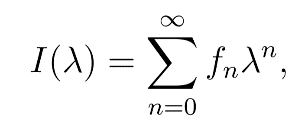 I(λ) = ∑_{n=0}^{∞} f_n λ^n,